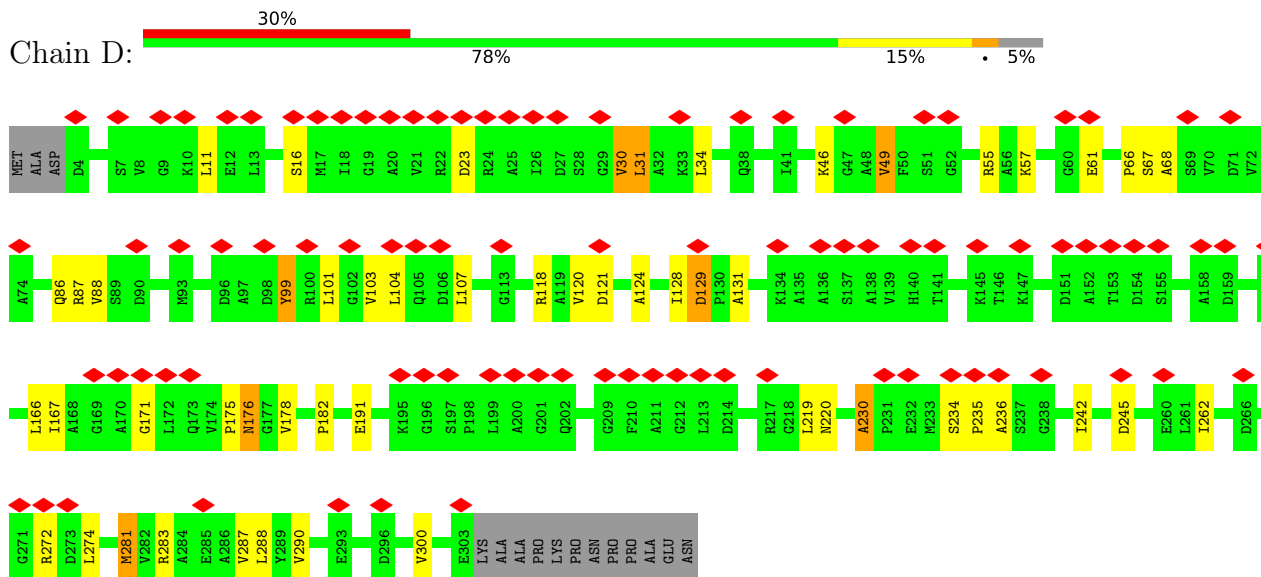 30%
Chain D:
78% 15% • 5%
MET ALA ASP D4 S7 V8 G9 K10 L11 E12 L13 S16 M17 I18 G19 A20 V21 R22 D23 R24 A25 I26 D27 S28 G29 V30 L31 A32 K33 L34 Q38 I41 K46 G47 A48 V49 F50 S51 G52 R55 A56 K57 G60 E61 P66 S67 A68 S69 V70 D71 V72
A74 Q86 R87 V88 S89 D90 M93 D96 A97 D98 Y99 R100 L101 G102 V103 L104 Q105 D106 L107 G113 R118 A119 V120 D121 A124 I128 D129 P130 A131 K134 A135 A136 S137 A138 V139 H140 T141 K145 T146 K147 D151 A152 T153 D154 S155 A158 D159
L166 I167 A168 G169 A170 G171 L172 Q173 V174 P175 N176 G177 V178 P182 E191 K195 G196 S197 P198 L199 A200 G201 Q202 G209 F210 A211 G212 L213 D214 R217 G218 L219 N220 A230 P231 E232 M233 S234 P235 A236 S237 G238 I242 D245 E260 L261 I262 D266
G271 R272 D273 L274 M281 V282 R283 A284 E285 A286 V287 L288 Y289 V290 E293 D296 V300 E303 LYS ALA ALA PRO LYS PRO ASN PRO PRO ALA GLU ASN